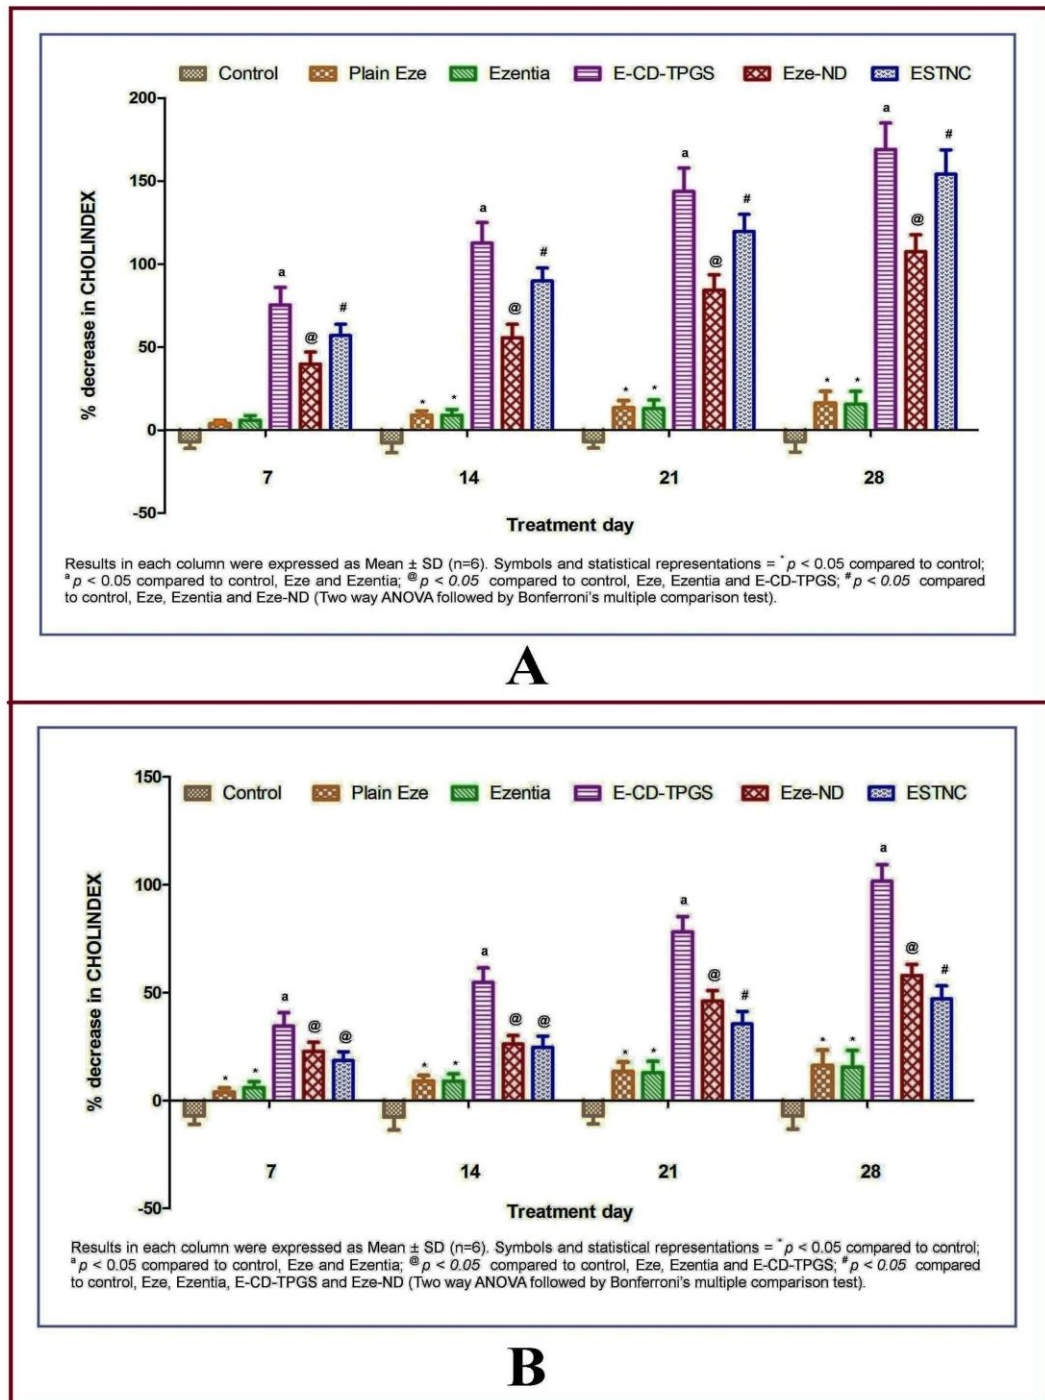 Control Plain Eze Ezentia E-CD-TPGS Eze-ND ESTNC
200
150
100
50
0
-50
% decrease in CHOLINDEX
a
@
#
* * a @ #
* * a @ #
* * a @ #
7 14 21 28
Treatment day
Results in each column were expressed as Mean ± SD (n=6). Symbols and statistical representations = * p < 0.05 compared to control;
a p < 0.05 compared to control, Eze and Ezentia; @ p < 0.05 compared to control, Eze, Ezentia and E-CD-TPGS; # p < 0.05 compared
to control, Eze, Ezentia and Eze-ND (Two way ANOVA followed by Bonferroni's multiple comparison test).
A
150
100
50
0
-50
Control Plain Eze Ezentia E-CD-TPGS Eze-ND ESTNC
% decrease in CHOLINDEX
* * a @ @
* * a @ @
* * a @ #
* * a @ #
7 14 21 28
Treatment day
Results in each column were expressed as Mean ± SD (n=6). Symbols and statistical representations = * p < 0.05 compared to control;
a p < 0.05 compared to control, Eze and Ezentia; @ p < 0.05 compared to control, Eze, Ezentia and E-CD-TPGS; # p < 0.05 compared
to control, Eze, Ezentia, E-CD-TPGS and Eze-ND (Two way ANOVA followed by Bonferroni's multiple comparison test).
B